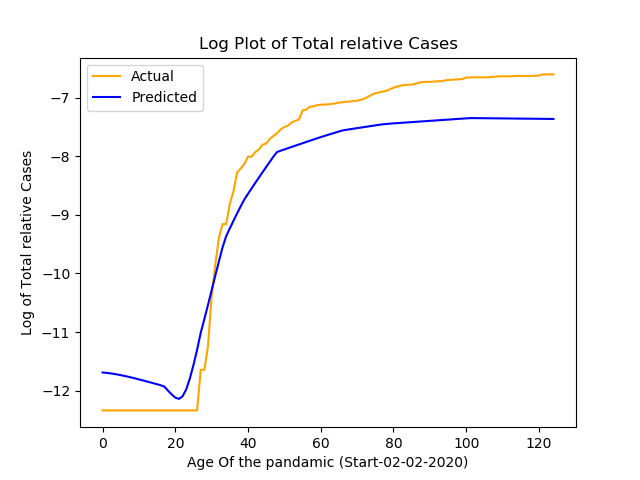 Log Plot of Total relative Cases
Actual
Predicted
−7
−8
−9
−10
−11
−12
Log of Total relative Cases
0 20 40 60 80 100 120
Age Of the pandamic (Start-02-02-2020)